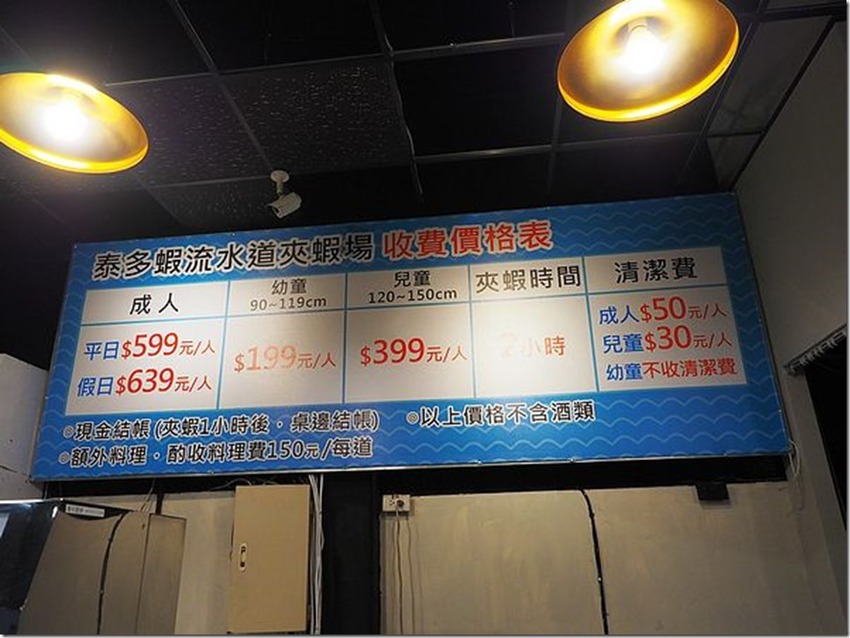 泰多蝦流水道夾蝦場 收費價格表
成人
幼童
90~119cm
兒童
120~150cm
夾蝦時間
清潔費
平日$599元/人
假日$639元/人
$199元/人
$399元/人
2小時
成人$50元/人
兒童$30元/人
幼童不收清潔費
◎現金結帳(夾蝦1小時後,桌邊結帳) ◎以上價格不含酒類
◎額外料理,酌收料理費150元/每道